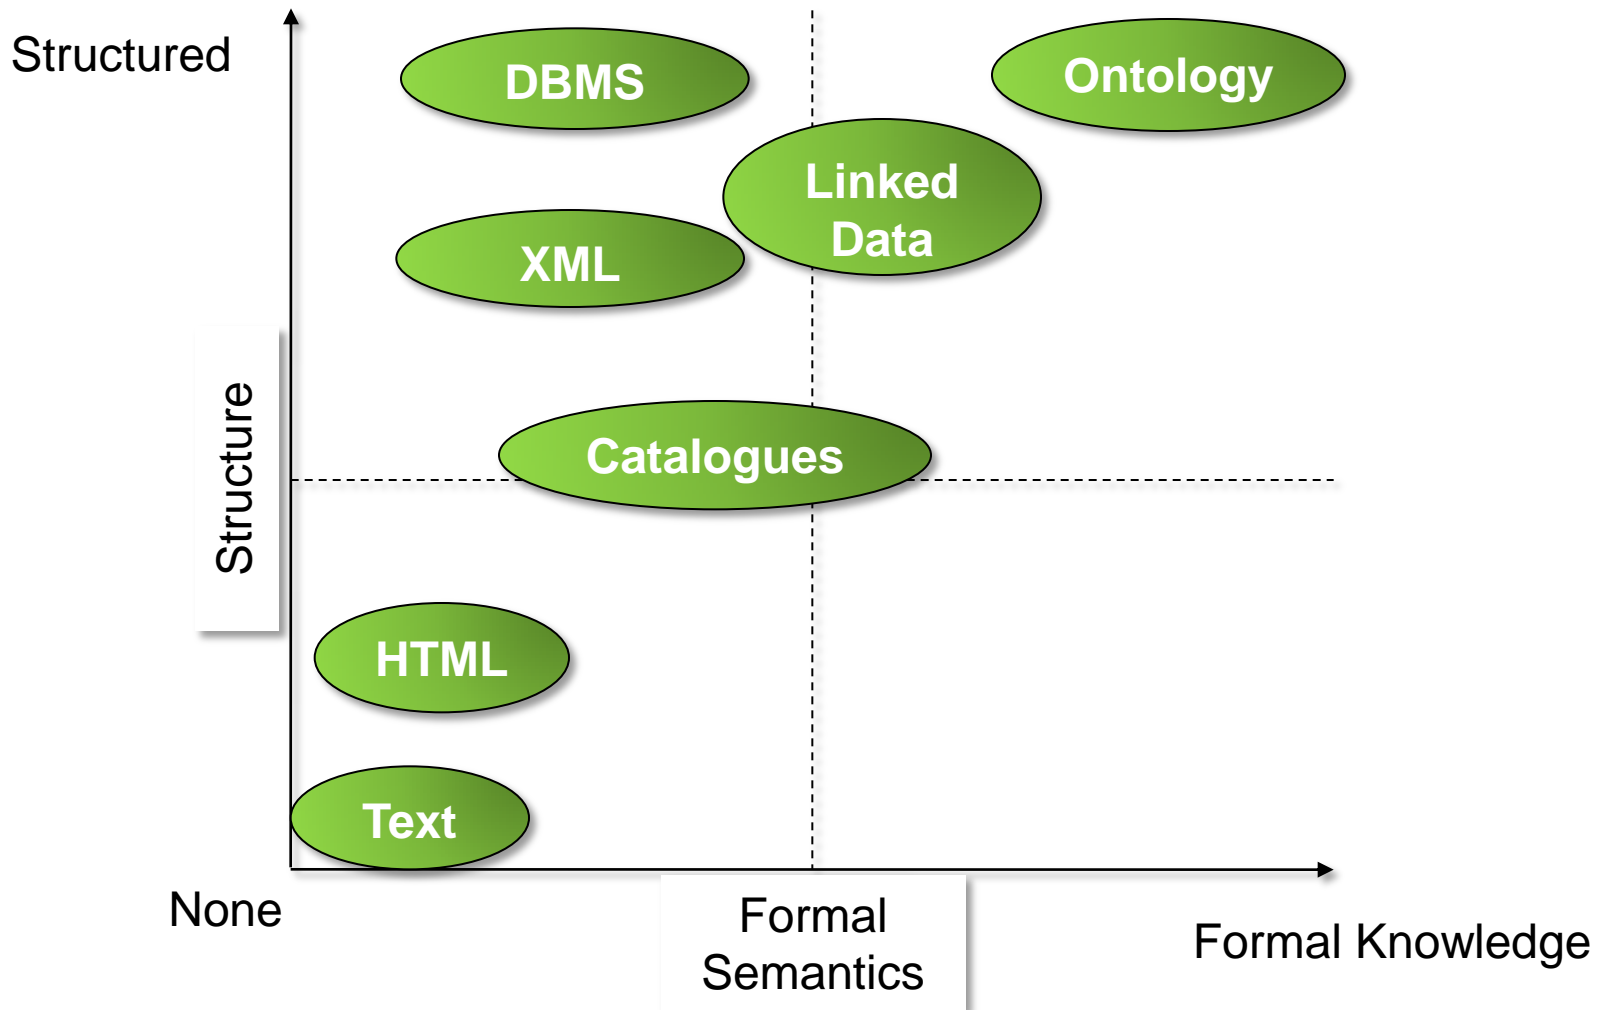 Structured
DBMS
Ontology
Linked
Data
XML
Structure
Catalogues
HTML
Text
None
Formal
Semantics
Formal Knowledge